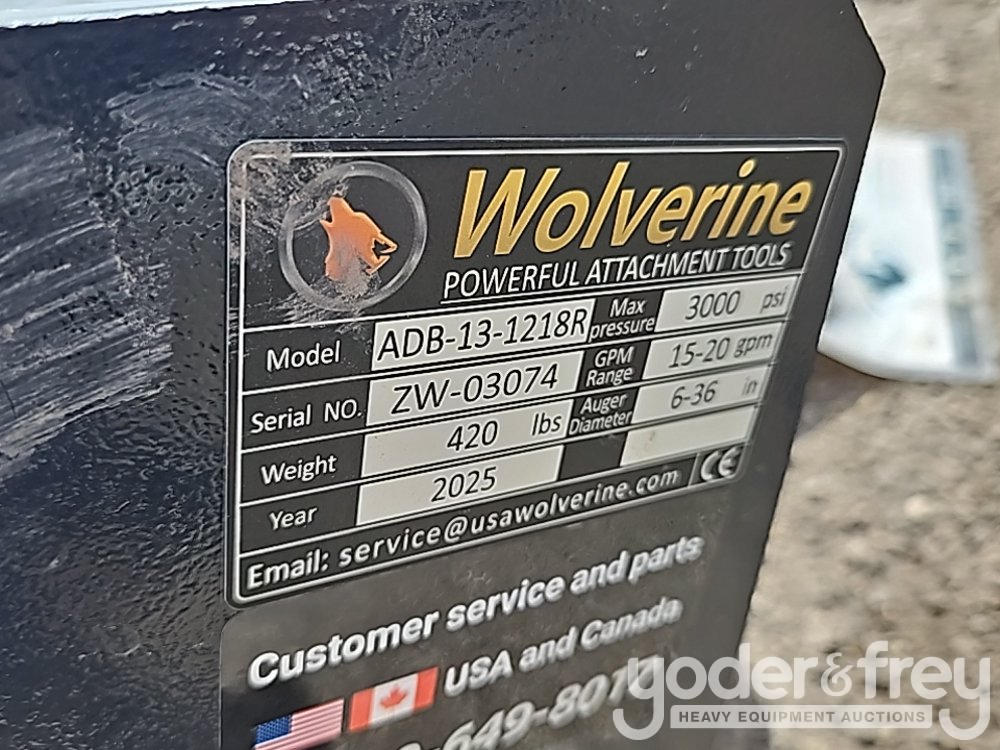 Wolverine
POWERFUL ATTACHMENT TOOLS
Model ADB-13-1218R Max pressure 3000 psi
Serial NO. ZW-03074 GPM Range 15-20 gpm
Weight 420 lbs Auger Diameter 6-36 in
Year 2025
Email: service@usawolverine.com CE
Customer service and parts
USA and Canada
yoder&frey
HEAVY EQUIPMENT AUCTIONS